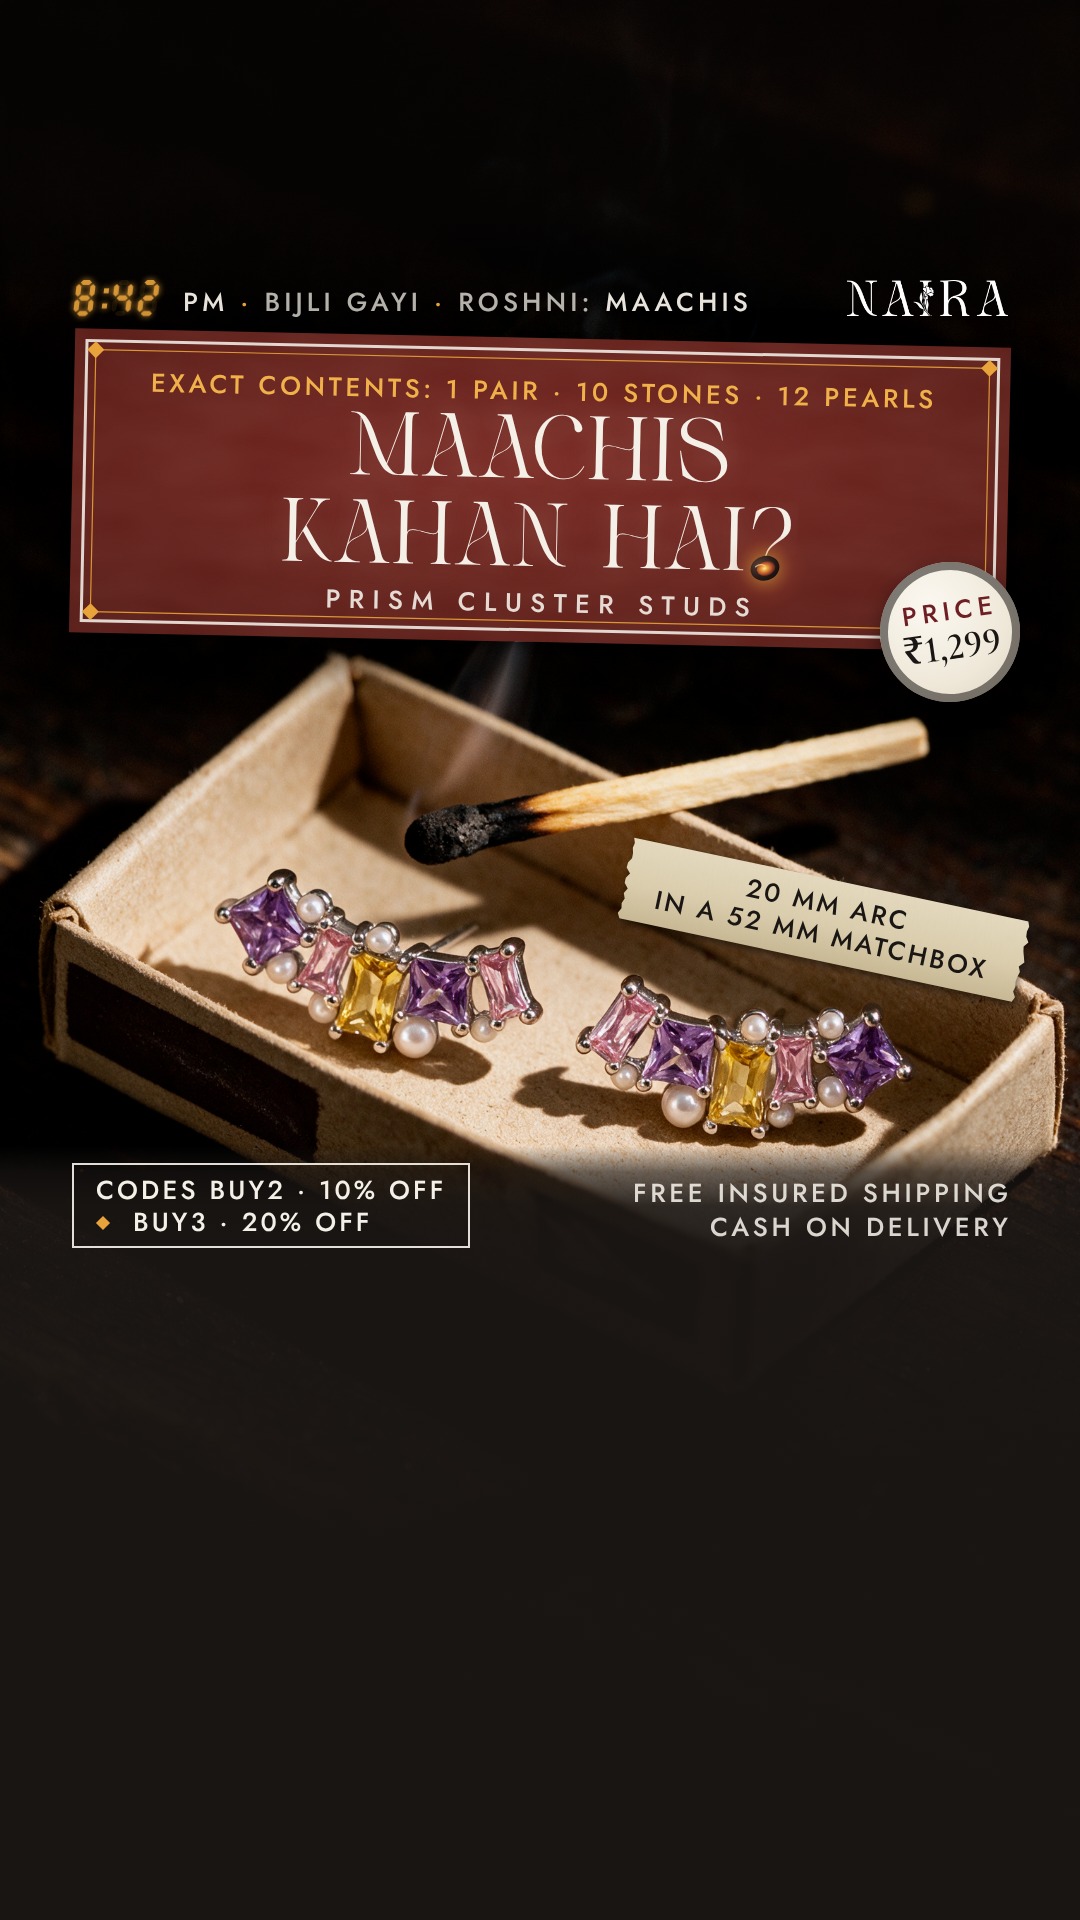 8:42 PM · BIJLI GAYI · ROSHNI: MAACHIS
NAIRA
EXACT CONTENTS: 1 PAIR · 10 STONES · 12 PEARLS
MAACHIS
KAHAN HAI?
PRISM CLUSTER STUDS
PRICE
₹1,299
20 MM ARC
IN A 52 MM MATCHBOX
CODES BUY2 · 10% OFF
◆ BUY3 · 20% OFF
FREE INSURED SHIPPING
CASH ON DELIVERY